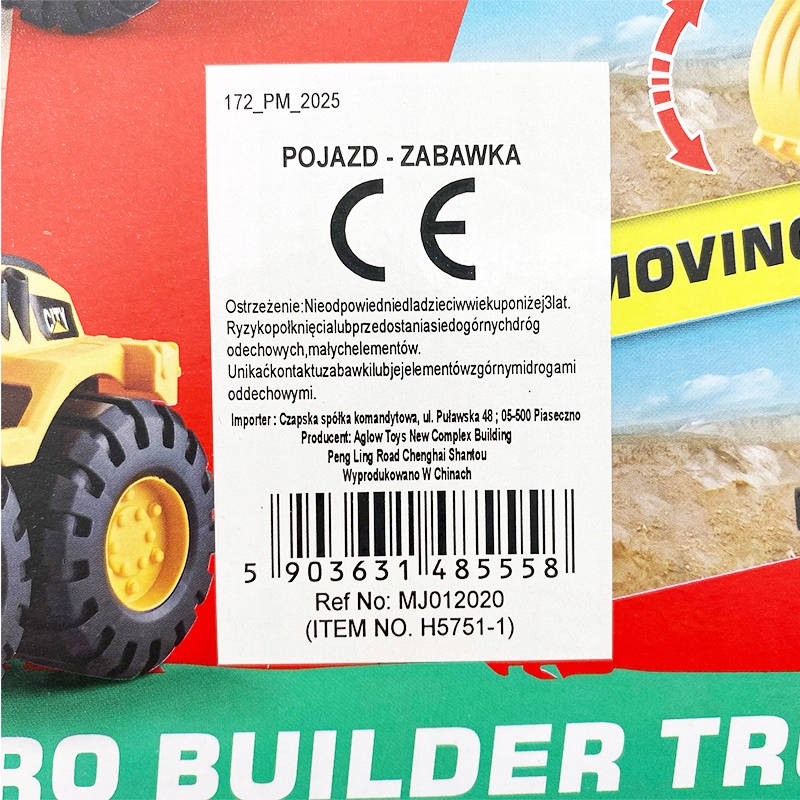 172_PM_2025
POJAZD - ZABAWKA
CE
Ostrzeżenie:Nieodpowiedniedladzieciwwiekuponiżej3lat.
Ryzykopołknięcialubprzedostaniasiedogórnychdróg
odechowych,małychelementów.
Unikaćkontaktuzabawkilubjejelementówzgórnymidrogami
oddechowymi.
Importer : Czapska spółka komandytowa, ul. Puławska 48 ; 05-500 Piaseczno
Producent: Aglow Toys New Complex Building
Peng Ling Road Chenghai Shantou
Wyprodukowano W Chinach
5 903631 485558
Ref No: MJ012020
(ITEM NO. H5751-1)
MOVING
CITY
RO BUILDER TRU